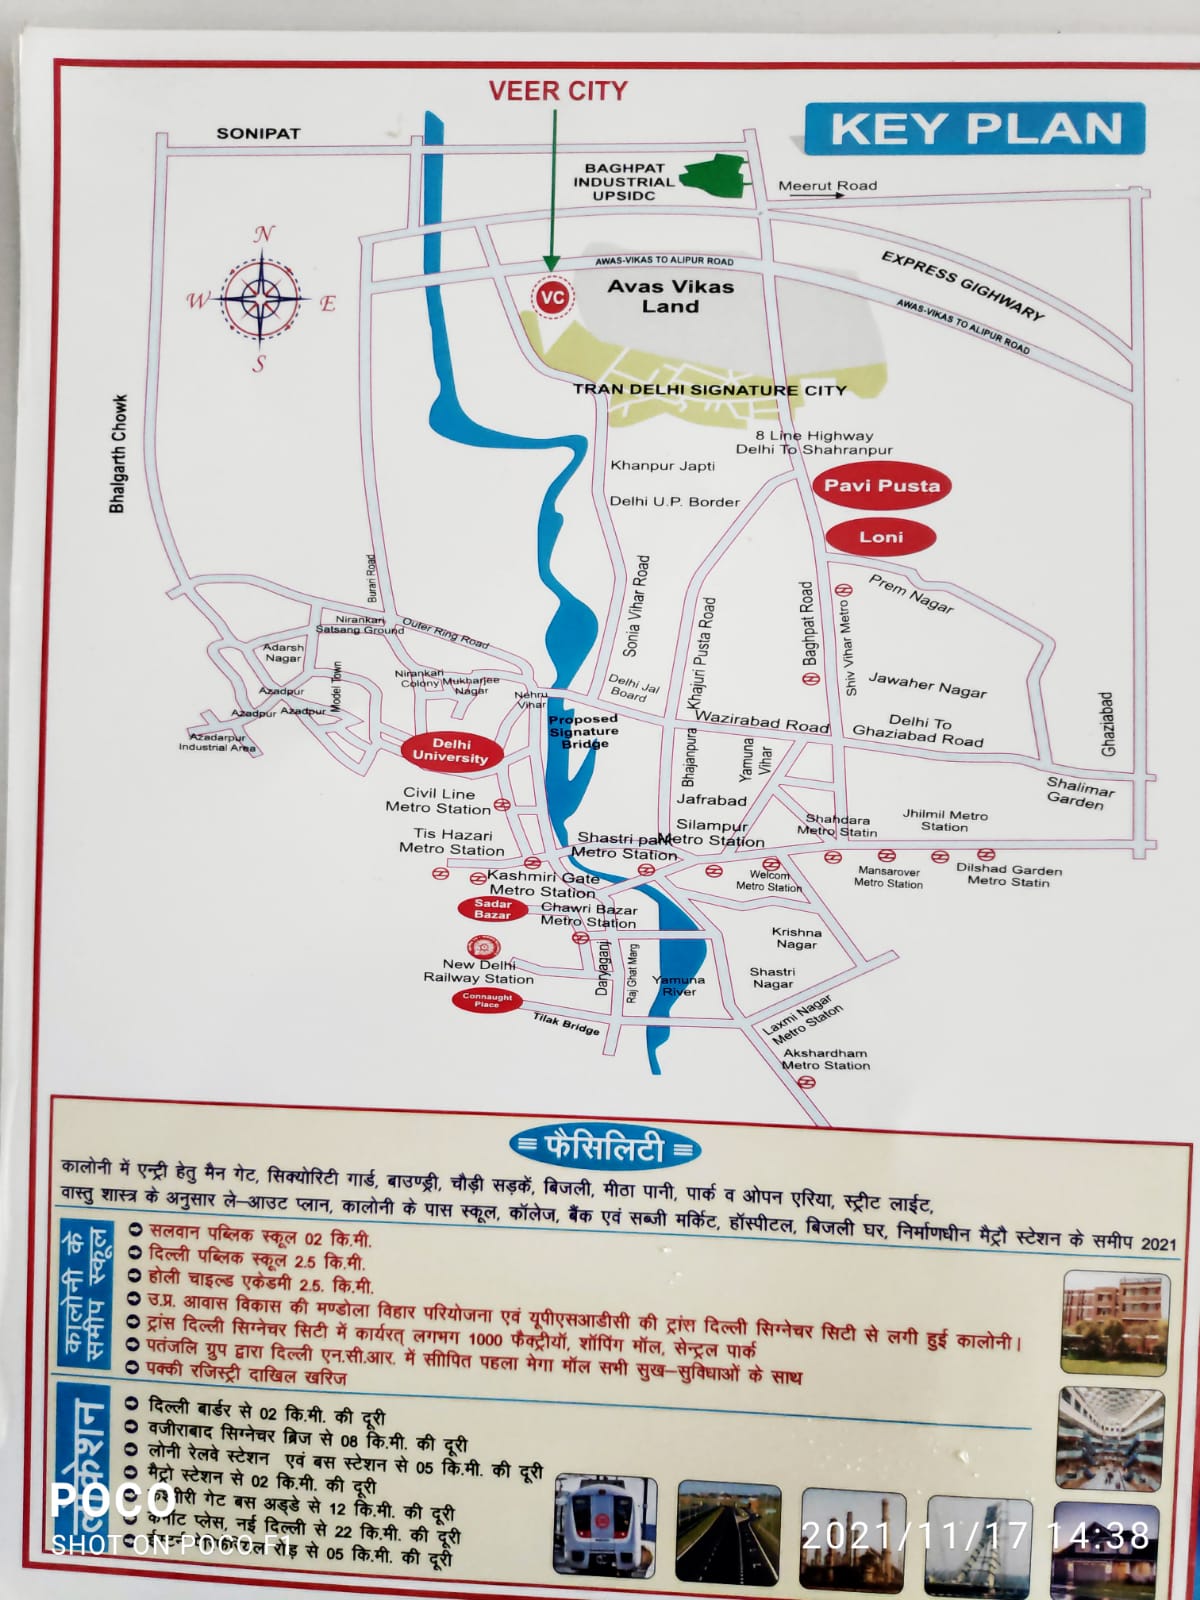 VEER CITY
KEY PLAN
SONIPAT
BAGHPAT
INDUSTRIAL
UPSIDC
Meerut Road
N
W E
S
AWAS-VIKAS TO ALIPUR ROAD
EXPRESS GIGHWARY
VC
Avas Vikas
Land
AWAS-VIKAS TO ALIPUR ROAD
TRAN DELHI SIGNATURE CITY
Bhalgarth Chowk
8 Line Highway
Delhi To Shahranpur
Khanpur Japti
Pavi Pusta
Delhi U.P. Border
Loni
Burari Road
Sonia Vihar Road
Khajuri Pusta Road
Baghpat Road
Shiv Vihar Metro
Prem Nagar
Nirankari
Satsang Ground
Outer Ring Road
Adarsh
Nagar
Model Town
Nirankari
Colony
Mukharjee
Nagar
Nehru
Vihar
Delhi Jal
Board
Jawaher Nagar
Azadpur
Azadpur
Azadpur
Azadarpur
Industrial Area
Proposed
Signature
Bridge
Wazirabad Road
Delhi To
Ghaziabad Road
Ghaziabad
Delhi
University
Bhajanpura
Yamuna
Vihar
Shalimar
Garden
Civil Line
Metro Station
Jafrabad
Tis Hazari
Metro Station
Shastri park
Metro Station
Silampur
Metro Station
Shahdara
Metro Statin
Jhilmil Metro
Station
Kashmiri Gate
Metro Station
Welcom
Metro Station
Mansarover
Metro Station
Dilshad Garden
Metro Statin
Sadar
Bazar
Chawri Bazar
Metro Station
Krishna
Nagar
New Delhi
Railway Station
Daryaganj
Raj Ghat Marg
Yamuna
River
Shastri
Nagar
Connaught
Place
Tilak Bridge
Laxmi Nagar
Metro Staton
Akshardham
Metro Station
फैसिलिटी
कालोनी में एन्ट्री हेतु मैन गेट, सिक्योरिटी गार्ड, बाउण्ड्री, चौड़ी सड़कें, बिजली, मीठा पानी, पार्क व ओपन एरिया, स्ट्रीट लाईट,
वास्तु शास्त्र के अनुसार ले-आउट प्लान, कालोनी के पास स्कूल, कॉलेज, बैंक एवं सब्जी मर्किट, हॉस्पीटल, बिजली घर, निर्माणधीन मैट्रौ स्टेशन के समीप 2021
कालोनी के
समीप स्कूल
सलवान पब्लिक स्कूल 02 कि.मी.
दिल्ली पब्लिक स्कूल 2.5 कि.मी.
होली चाइल्ड एकेडमी 2.5. कि.मी.
उ.प्र. आवास विकास की मण्डोला विहार परियोजना एवं यूपीएसआडीसी की ट्रांस दिल्ली सिग्नेचर सिटी से लगी हुई कालोनी।
ट्रांस दिल्ली सिग्नेचर सिटी में कार्यरत् लगभग 1000 फैक्ट्रीयॉ, शॉपिंग मॉल, सेन्ट्रल पार्क
पतंजलि ग्रुप द्वारा दिल्ली एन.सी.आर. में सीापित पहला मेगा मॉल सभी सुख-सुविधाओं के साथ
पक्की रजिस्ट्री दाखिल खरिज
दिल्ली बार्डर से 02 कि.मी. की दूरी
वजीराबाद सिग्नेचर ब्रिज से 08 कि.मी. की दूरी
लोनी रेलवे स्टेशन एवं बस स्टेशन से 05 कि.मी. की दूरी
मैट्रो स्टेशन से 02 कि.मी. की दूरी
गेट बस अड्डे से 12 कि.मी. की दूरी
प्लेस, नई दिल्ली से 22 कि.मी. की दूरी
रोड़ से 05 कि.मी. की दूरी
POCO
SHOT ON POCO F1
2021/11/17 14:38